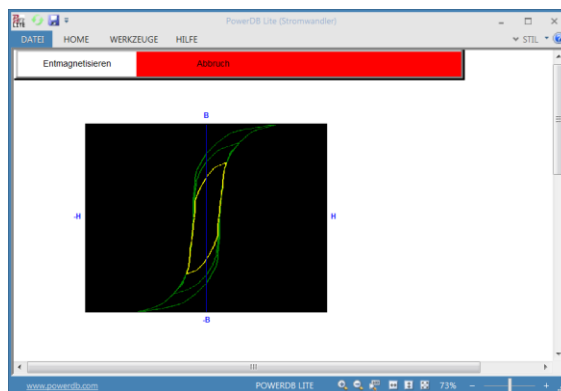 PowerDB Lite (Stromwandler)
DATEI HOME WERKZEUGE HILFE STIL
Entmagnetisieren Abbruch
B
-H H
-B
www.powerdb.com POWERDB LITE 73%